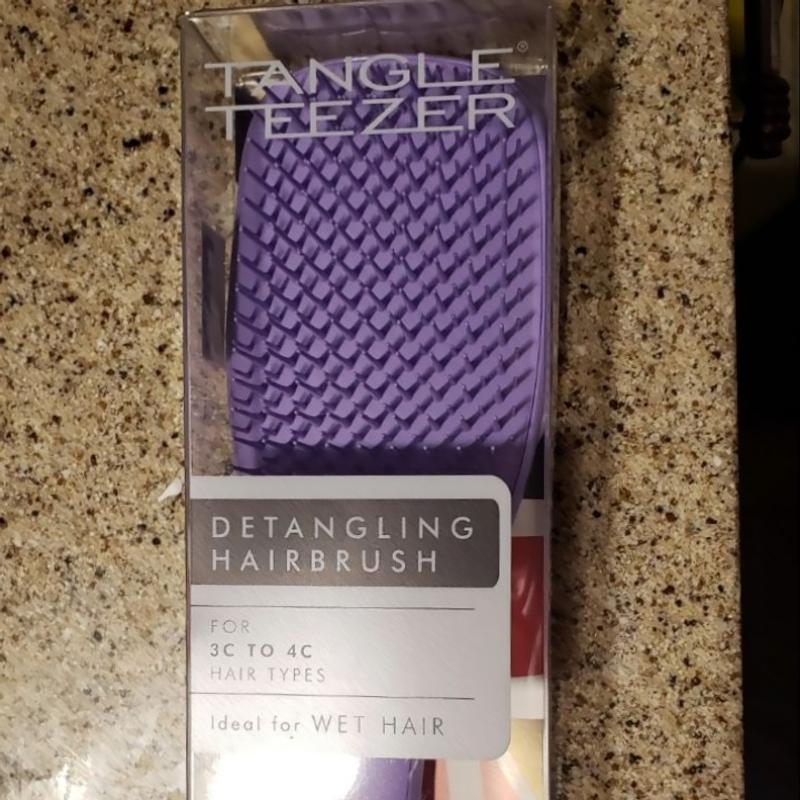 TANGLE®
TEEZER
DETANGLING
HAIRBRUSH
FOR
3C TO 4C
HAIR TYPES
Ideal for WET HAIR